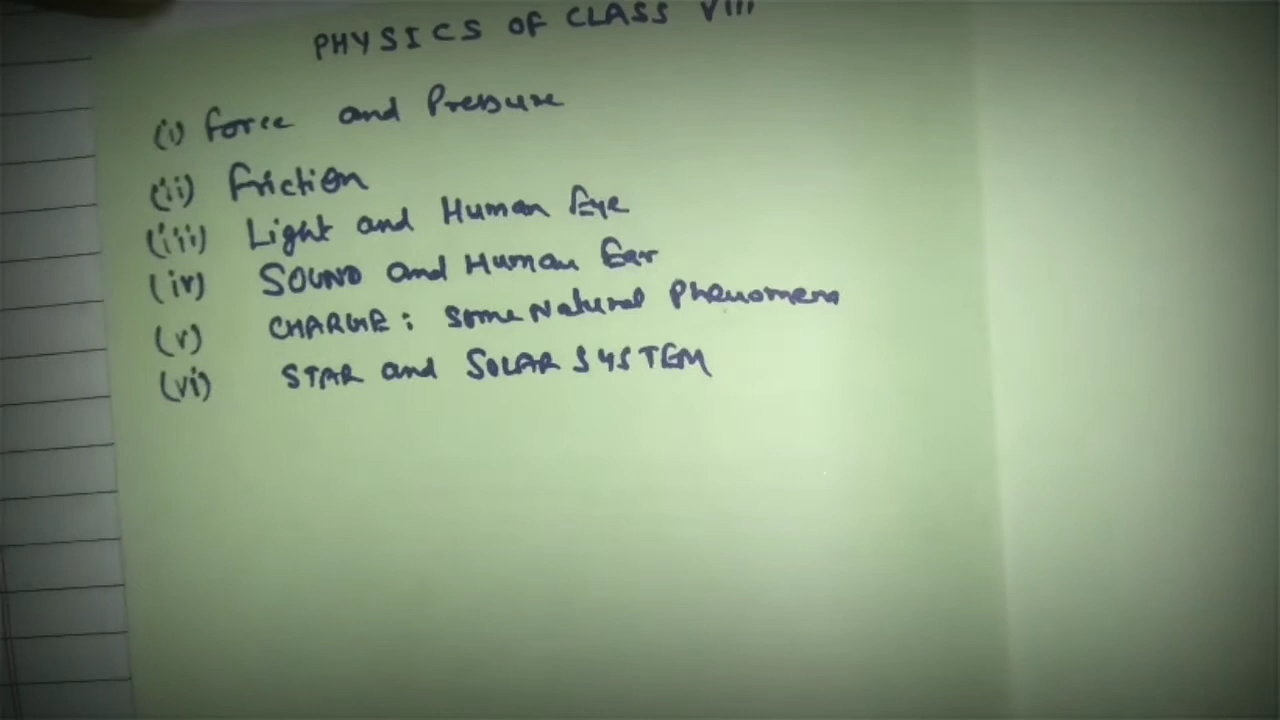 PHYSICS OF CLASS VIII
(i) Force and Pressure
(ii) Friction
(iii) Light and Human Eye
(iv) SOUND and Human Ear
(v) CHARGE: Some Natural Phenomena
(vi) STAR and SOLAR SYSTEM